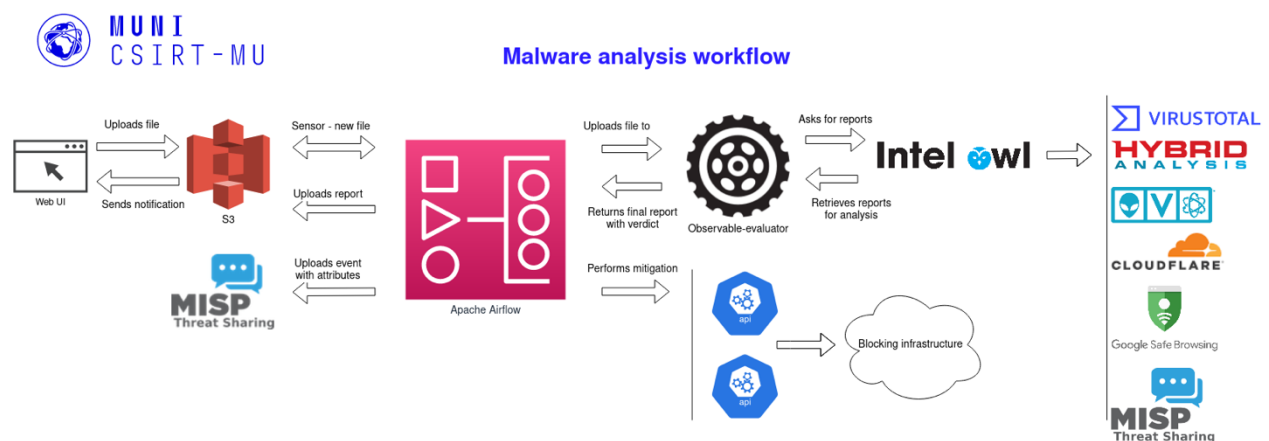 MUNI
CSIRT-MU
Malware analysis workflow
Uploads file
Sends notification
Web UI
S3
Sensor - new file
Uploads report
Uploads event
with attributes
MISP
Threat Sharing
Apache Airflow
Uploads file to
Returns final report
with verdict
Performs mitigation
Observable-evaluator
Asks for reports
Retrieves reports
for analysis
Intel owl
api
api
Blocking infrastructure
VIRUSTOTAL
HYBRID
ANALYSIS
V
CLOUDFLARE
Google Safe Browsing
MISP
Threat Sharing